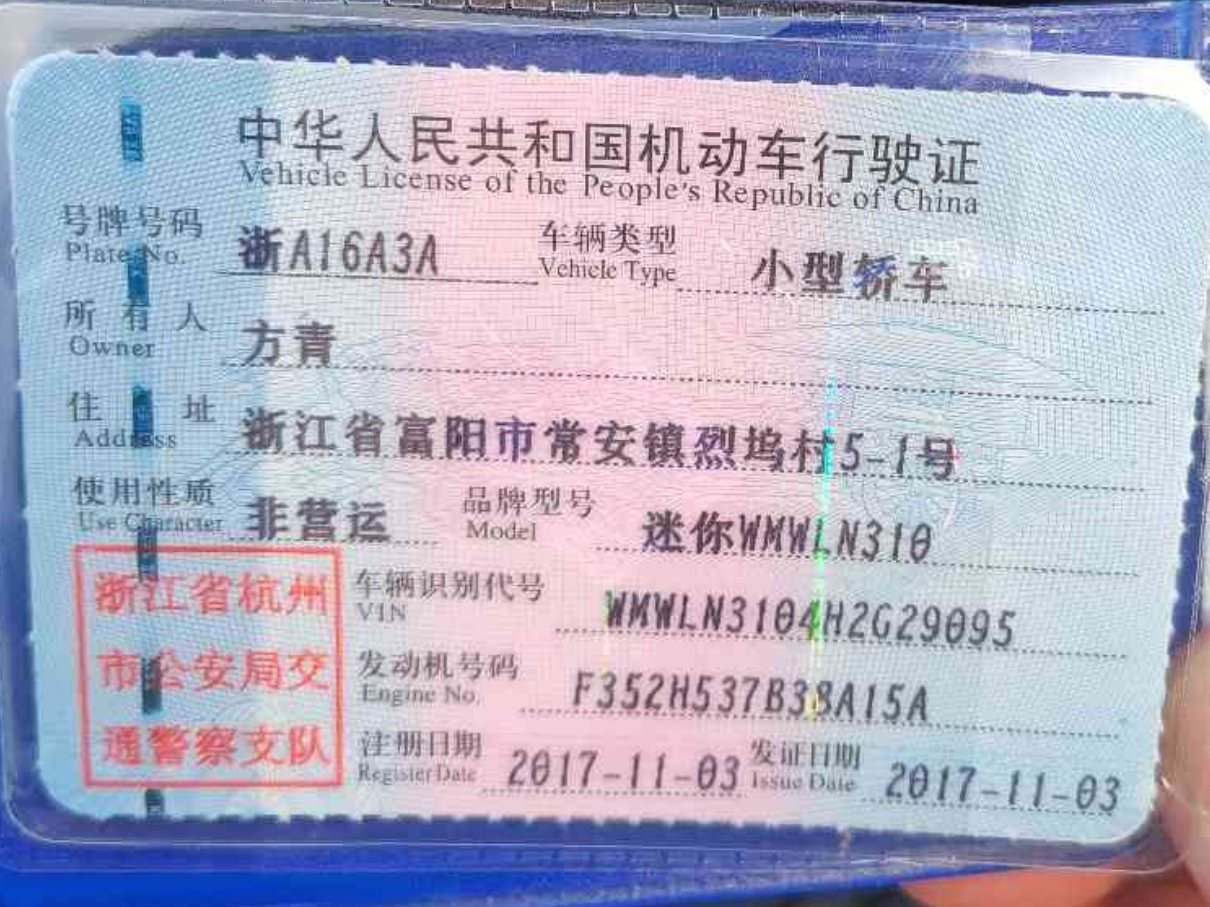 中华人民共和国机动车行驶证
Vehicle License of the People's Republic of China
号牌号码 浙A16A3A 车辆类型 小型轿车
Plate No. Vehicle Type
所有人 方青
Owner
住址 浙江省富阳市常安镇烈坞村5-1号
Address
使用性质 非营运 品牌型号 迷你WMWLN310
Use Character Model
浙江省杭州
市公安局交
通警察支队
车辆识别代号 WMWLN3104H2G29095
VIN
发动机号码 F352H537B38A15A
Engine No.
注册日期 2017-11-03 发证日期 2017-11-03
Register Date Issue Date